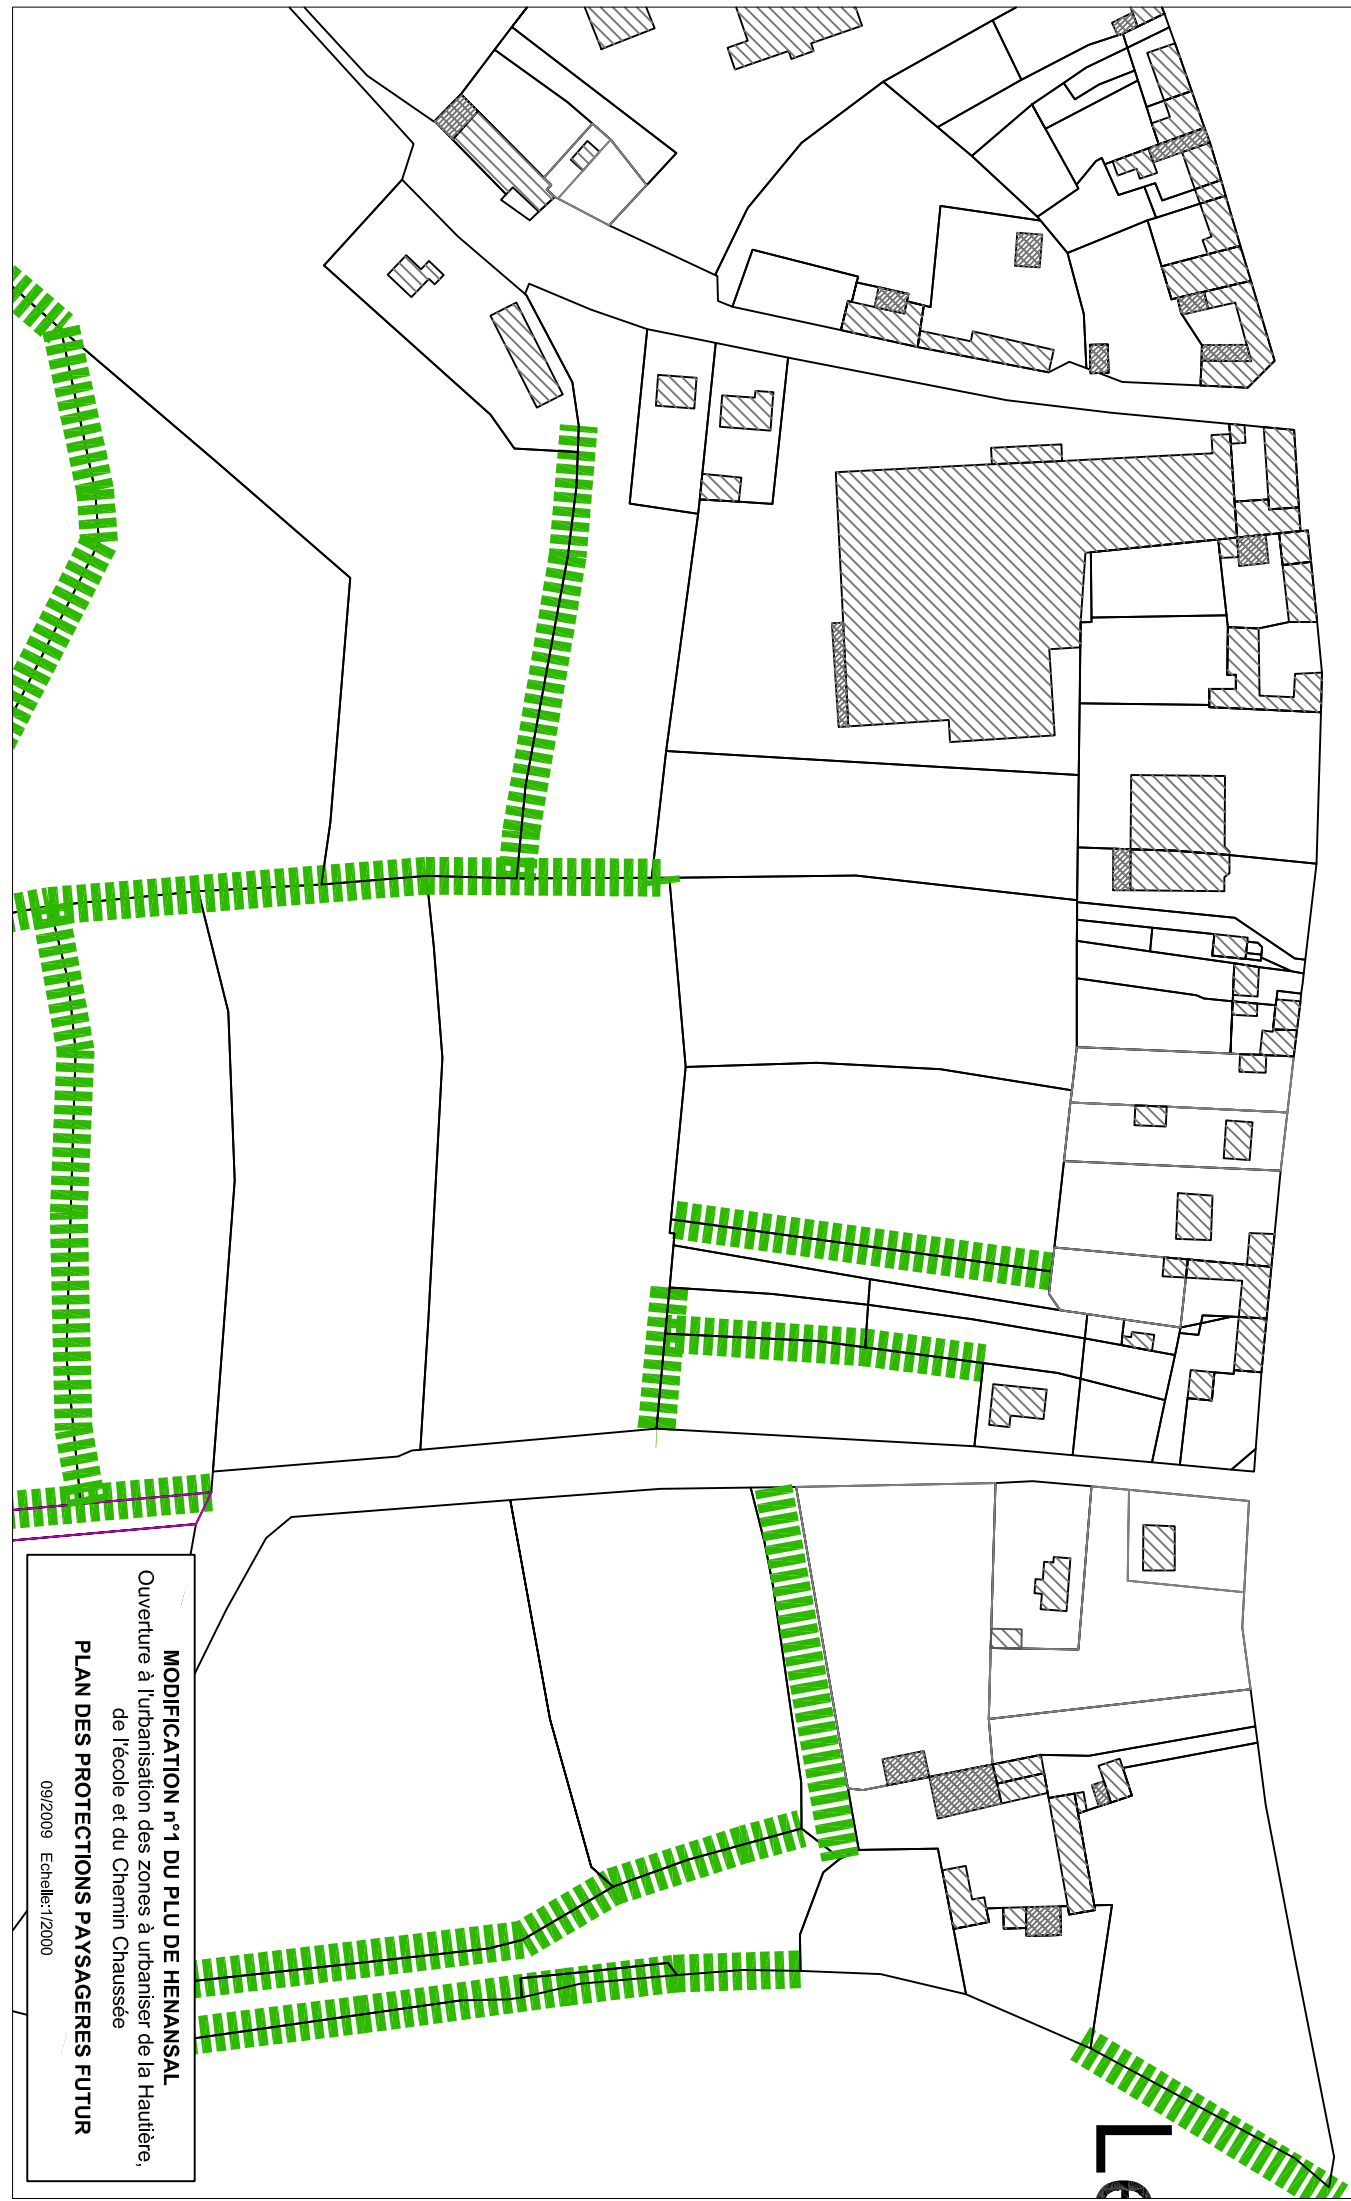 MODIFICATION n°1 DU PLU DE HENANSAL
Ouverture à l'urbanisation des zones à urbaniser de la Hautière,
de l'école et du Chemin Chaussée
PLAN DES PROTECTIONS PAYSAGERES FUTUR
09/2009 Echelle:1/2000
Le